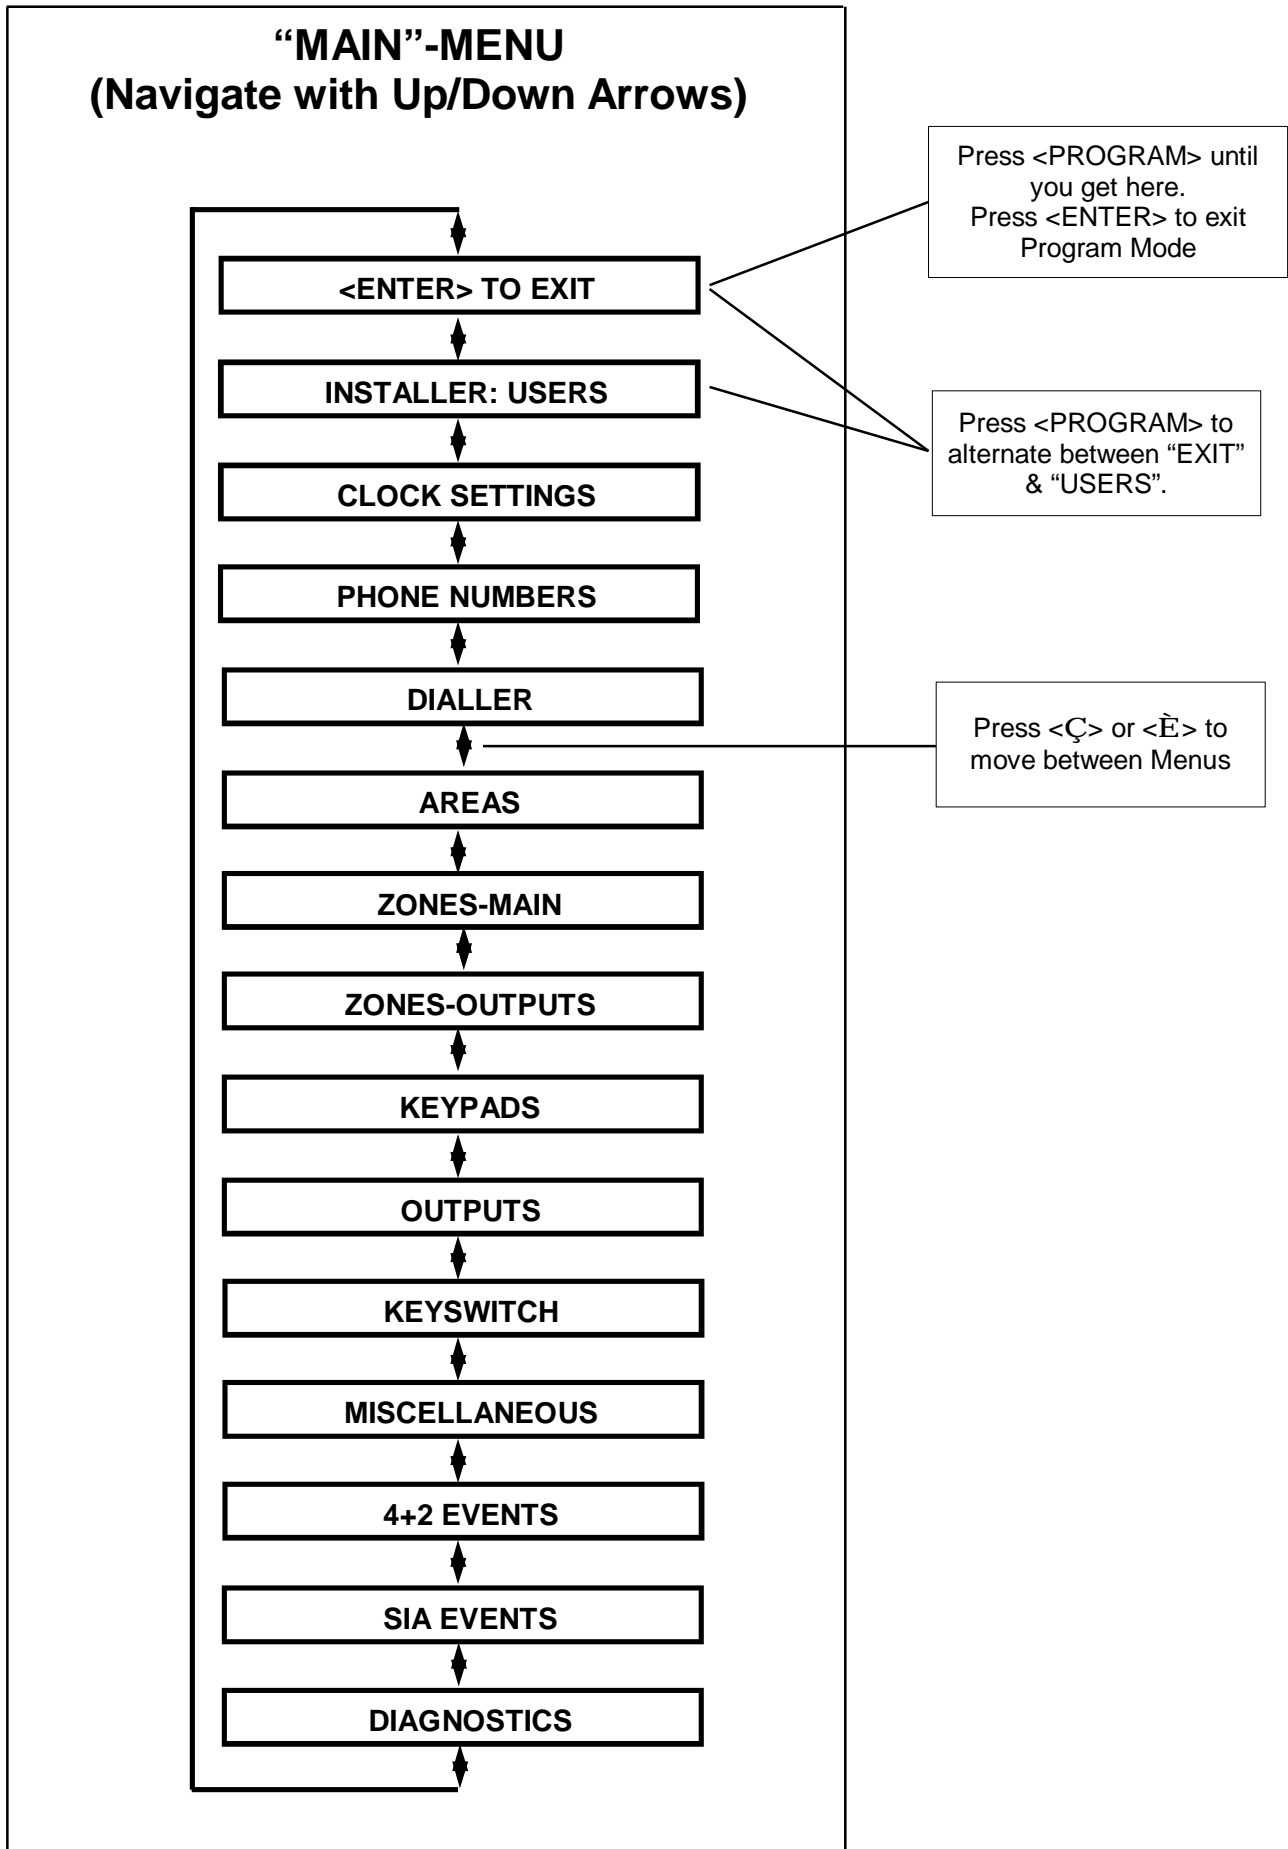 “MAIN”-MENU
(Navigate with Up/Down Arrows)
Press <PROGRAM> until
you get here.
Press <ENTER> to exit
Program Mode
<ENTER> TO EXIT
INSTALLER: USERS
Press <PROGRAM> to
alternate between “EXIT”
& “USERS”.
CLOCK SETTINGS
PHONE NUMBERS
DIALLER
Press <Ç> or <È> to
move between Menus
AREAS
ZONES-MAIN
ZONES-OUTPUTS
KEYPADS
OUTPUTS
KEYSWITCH
MISCELLANEOUS
4+2 EVENTS
SIA EVENTS
DIAGNOSTICS